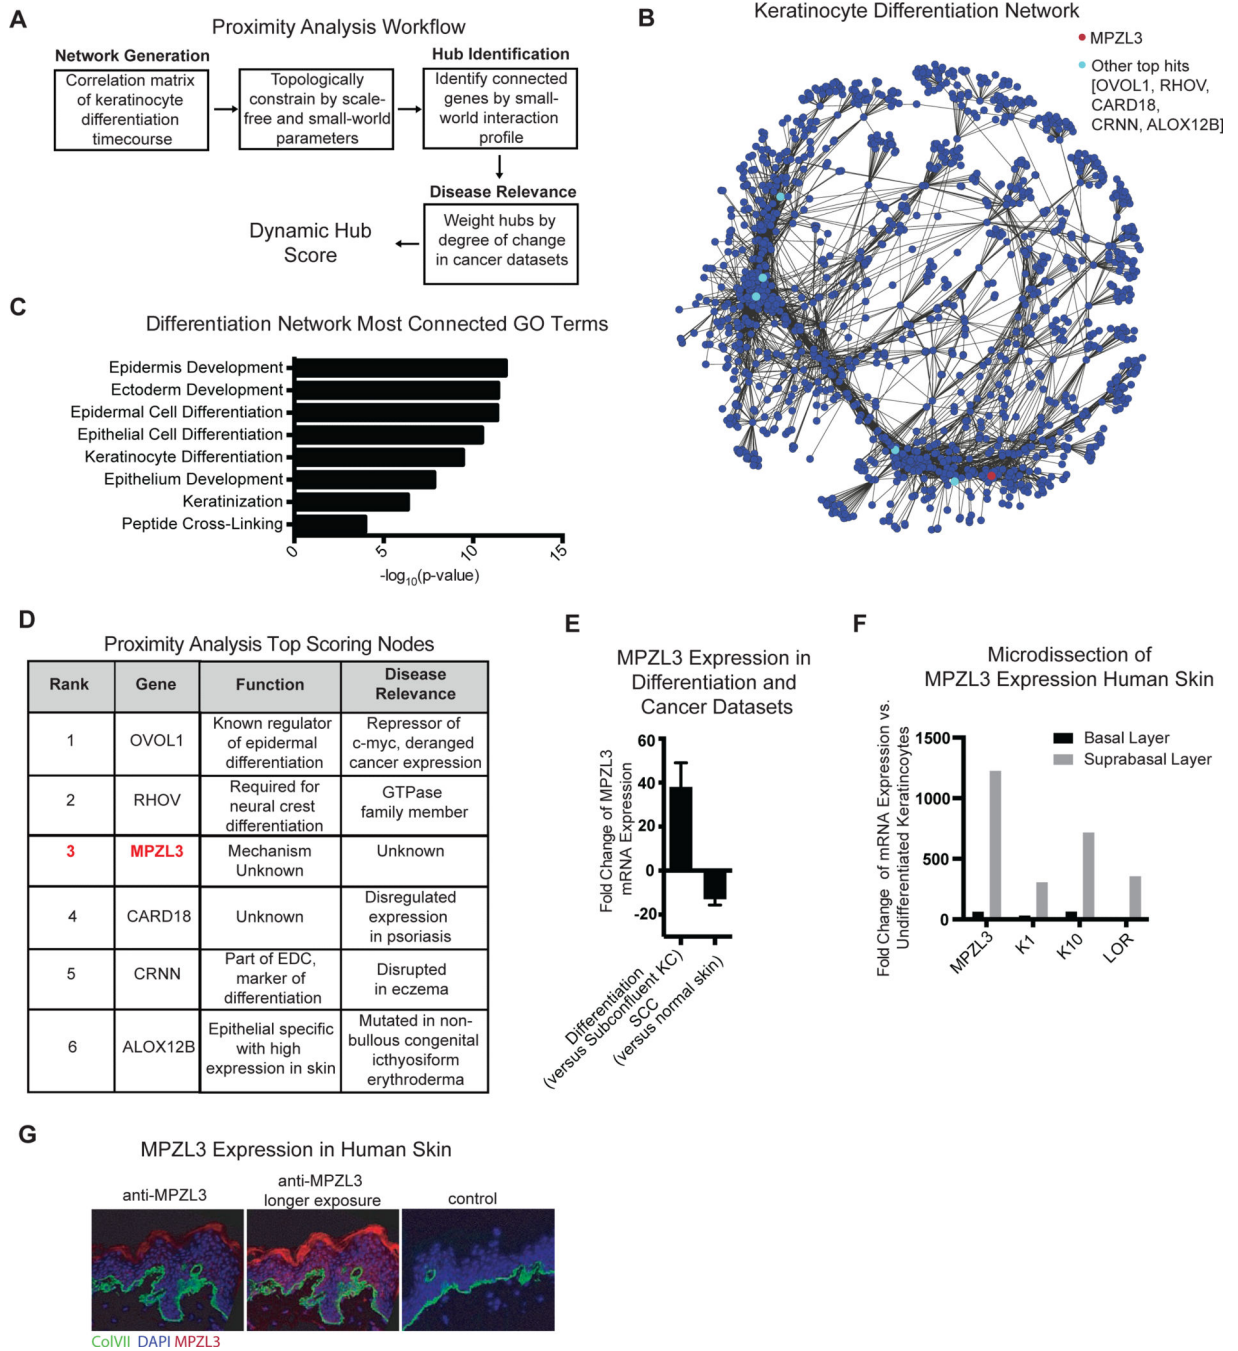 A
Proximity Analysis Workflow
Network Generation
Correlation matrix
of keratinocyte
differentiation
timecourse
Topologically
constrain by scale-
free and small-world
parameters
Hub Identification
Identify connected
genes by small-
world interaction
profile
Disease Relevance
Weight hubs by
degree of change
in cancer datasets
Dynamic Hub
Score
B
Keratinocyte Differentiation Network
MPZL3
Other top hits
[OVOL1, RHOV,
CARD18,
CRNN, ALOX12B]
C
Differentiation Network Most Connected GO Terms
Epidermis Development
Ectoderm Development
Epidermal Cell Differentiation
Epithelial Cell Differentiation
Keratinocyte Differentiation
Epithelium Development
Keratinization
Peptide Cross-Linking
0 5 10 15
-log10(p-value)
D
Proximity Analysis Top Scoring Nodes
Rank Gene Function Disease Relevance
1 OVOL1 Known regulator of epidermal differentiation Repressor of c-myc, deranged cancer expression
2 RHOV Required for neural crest differentiation GTPase family member
3 MPZL3 Mechanism Unknown Unknown
4 CARD18 Unknown Disregulated expression in psoriasis
5 CRNN Part of EDC, marker of differentiation Disrupted in eczema
6 ALOX12B Epithelial specific with high expression in skin Mutated in non-bullous congenital icthyosiform erythroderma
E
MPZL3 Expression in
Differentiation and
Cancer Datasets
Fold Change of MPZL3
mRNA Expression
60
40
20
0
-20
Differentiation
(versus Subconfluent KC)
SCC
(versus normal skin)
F
Microdissection of
MPZL3 Expression Human Skin
Fold Change of mRNA Expression vs.
Undifferentiated Keratincoytes
1500
1000
500
0
Basal Layer
Suprabasal Layer
MPZL3 K1 K10 LOR
G
MPZL3 Expression in Human Skin
anti-MPZL3
anti-MPZL3
longer exposure
control
ColVII DAPI MPZL3